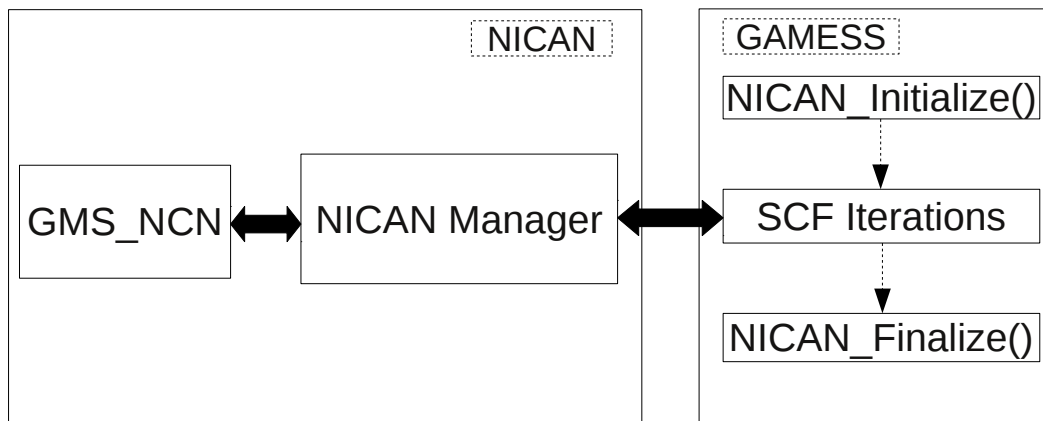 NICAN
GAMESS
NICAN_Initialize()
GMS_NCN
NICAN Manager
SCF Iterations
NICAN_Finalize()